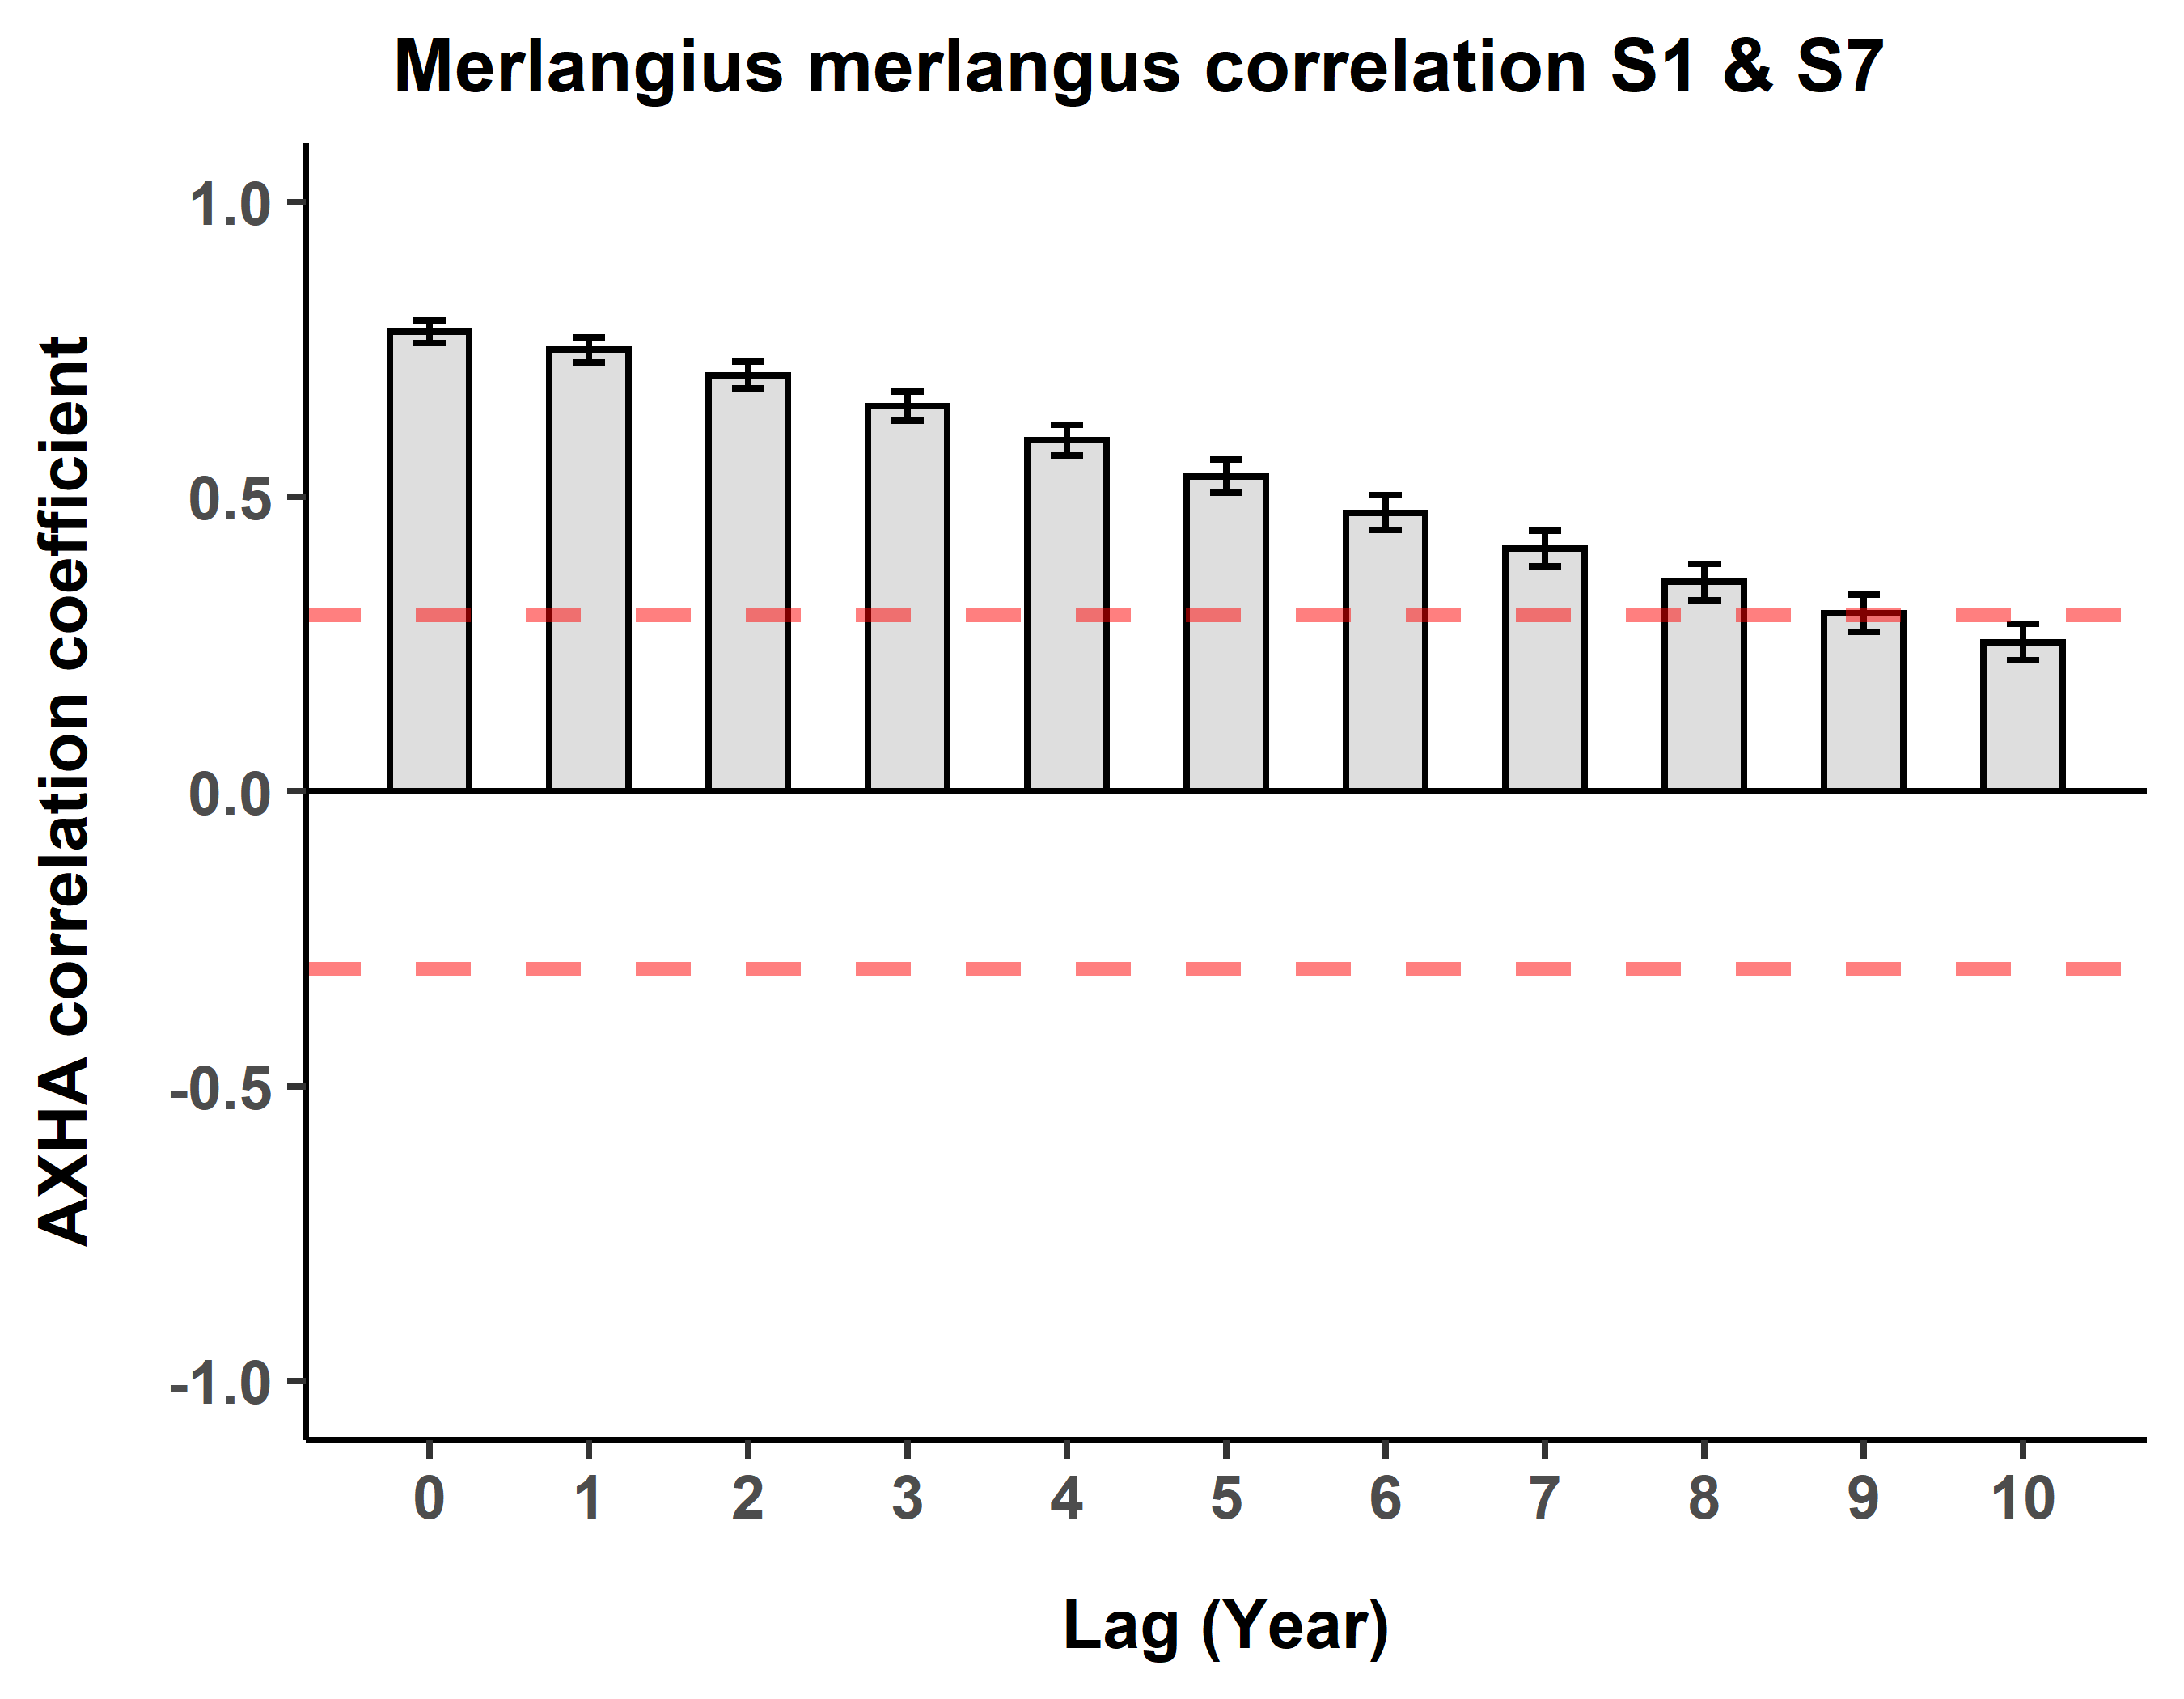 Merlangius merlangus correlation S1 & S7
AXHA correlation coefficient
1.0
0.5
0.0
-0.5
-1.0
0 1 2 3 4 5 6 7 8 9 10
Lag (Year)